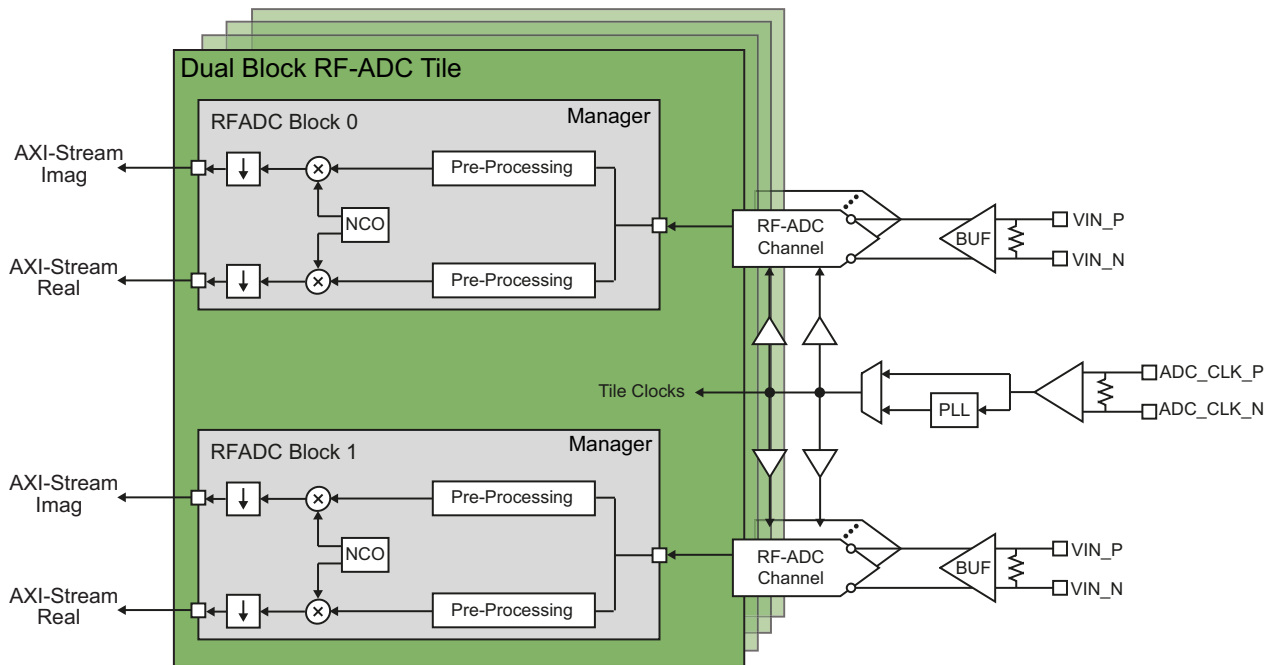 Dual Block RF-ADC Tile
RFADC Block 0
Manager
AXI-Stream
Imag
Pre-Processing
NCO
AXI-Stream
Real
Pre-Processing
RF-ADC
Channel
BUF
VIN_P
VIN_N
Tile Clocks
PLL
ADC_CLK_P
ADC_CLK_N
RFADC Block 1
Manager
AXI-Stream
Imag
Pre-Processing
NCO
AXI-Stream
Real
Pre-Processing
RF-ADC
Channel
BUF
VIN_P
VIN_N